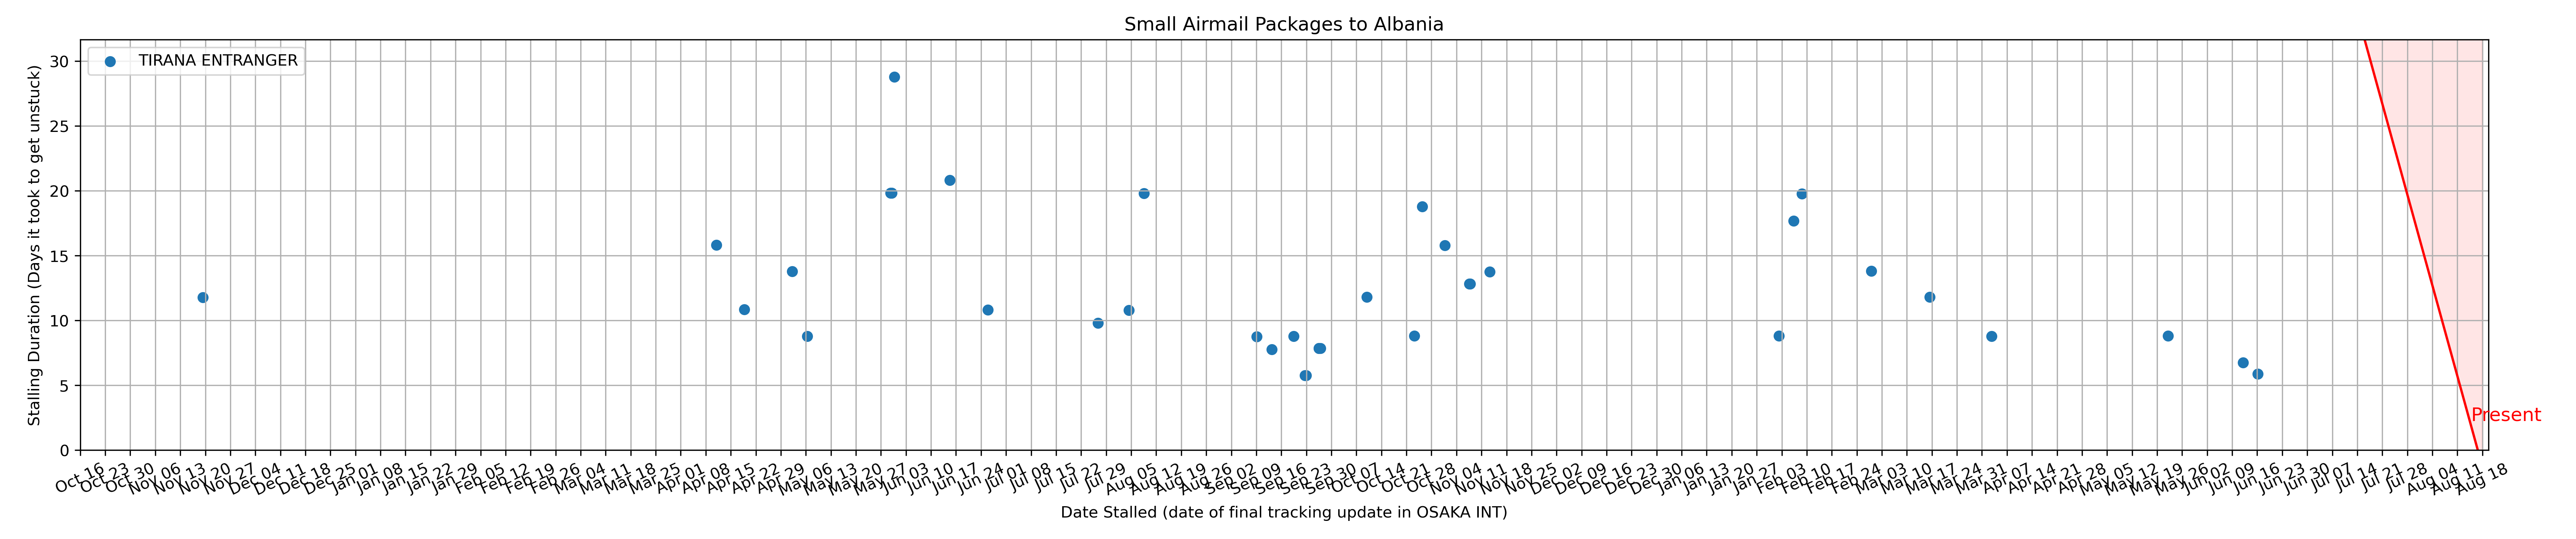 Small Airmail Packages to Albania
TIRANA ENTRANGER
Stalling Duration (Days it took to get unstuck)
30
25
20
15
10
5
0
Present
Oct 16 Oct 23 Oct 30 Nov 06 Nov 13 Nov 20 Nov 27 Dec 04 Dec 11 Dec 18 Dec 25 Jan 01 Jan 08 Jan 15 Jan 22 Jan 29 Feb 05 Feb 12 Feb 19 Feb 26 Mar 04 Mar 11 Mar 18 Mar 25 Apr 01 Apr 08 Apr 15 Apr 22 Apr 29 May 06 May 13 May 20 May 27 Jun 03 Jun 10 Jun 17 Jun 24 Jul 01 Jul 08 Jul 15 Jul 22 Jul 29 Aug 05 Aug 12 Aug 19 Aug 26 Sep 02 Sep 09 Sep 16 Sep 23 Sep 30 Oct 07 Oct 14 Oct 21 Oct 28 Nov 04 Nov 11 Nov 18 Nov 25 Dec 02 Dec 09 Dec 16 Dec 23 Dec 30 Jan 06 Jan 13 Jan 20 Jan 27 Feb 03 Feb 10 Feb 17 Feb 24 Mar 03 Mar 10 Mar 17 Mar 24 Mar 31 Apr 07 Apr 14 Apr 21 Apr 28 May 05 May 12 May 19 May 26 Jun 02 Jun 09 Jun 16 Jun 23 Jun 30 Jul 07 Jul 14 Jul 21 Jul 28 Aug 04 Aug 11 Aug 18
Date Stalled (date of final tracking update in OSAKA INT)